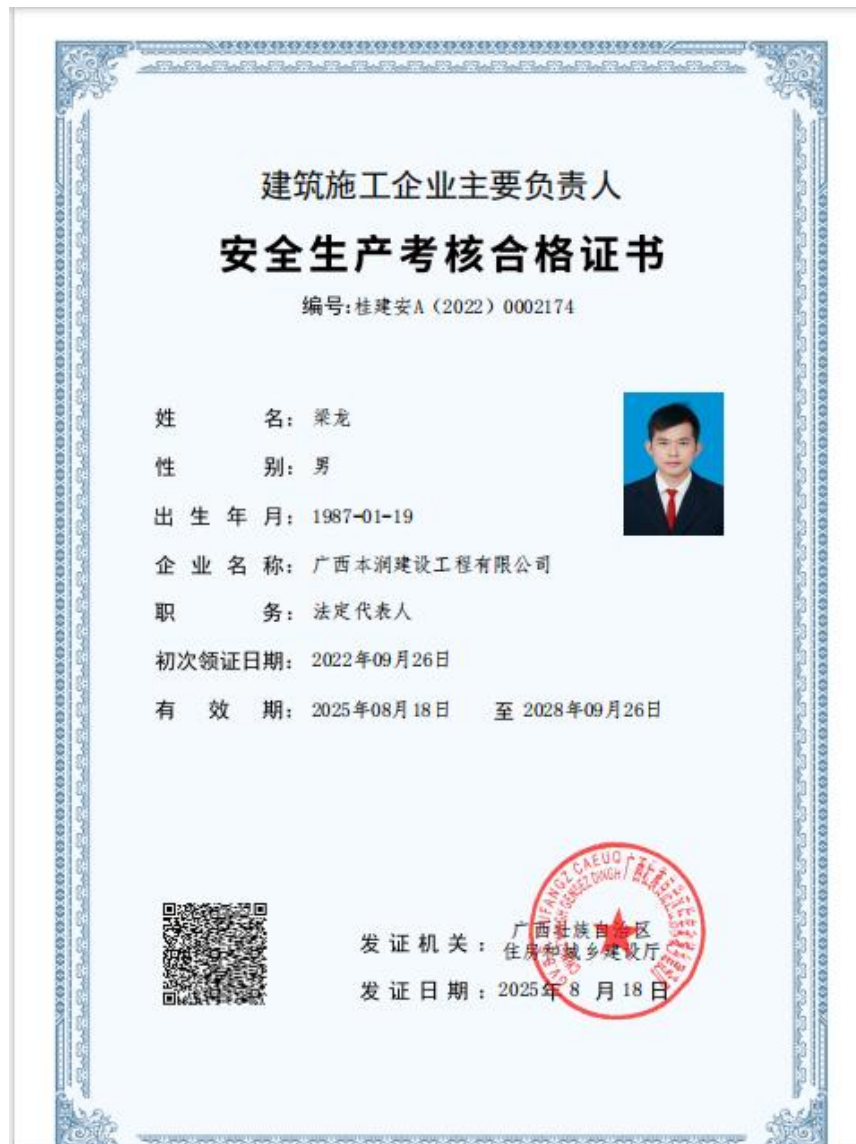 建筑施工企业主要负责人
安全生产考核合格证书
编号:桂建安A（2022）0002174
姓 名：梁龙
性 别：男
出生年月：1987-01-19
企业名称：广西本润建设工程有限公司
职 务：法定代表人
初次领证日期：2022年09月26日
有 效 期：2025年08月18日 至 2028年09月26日
发证机关：广西壮族自治区
住房和城乡建设厅
发证日期：2025年 8 月 18 日